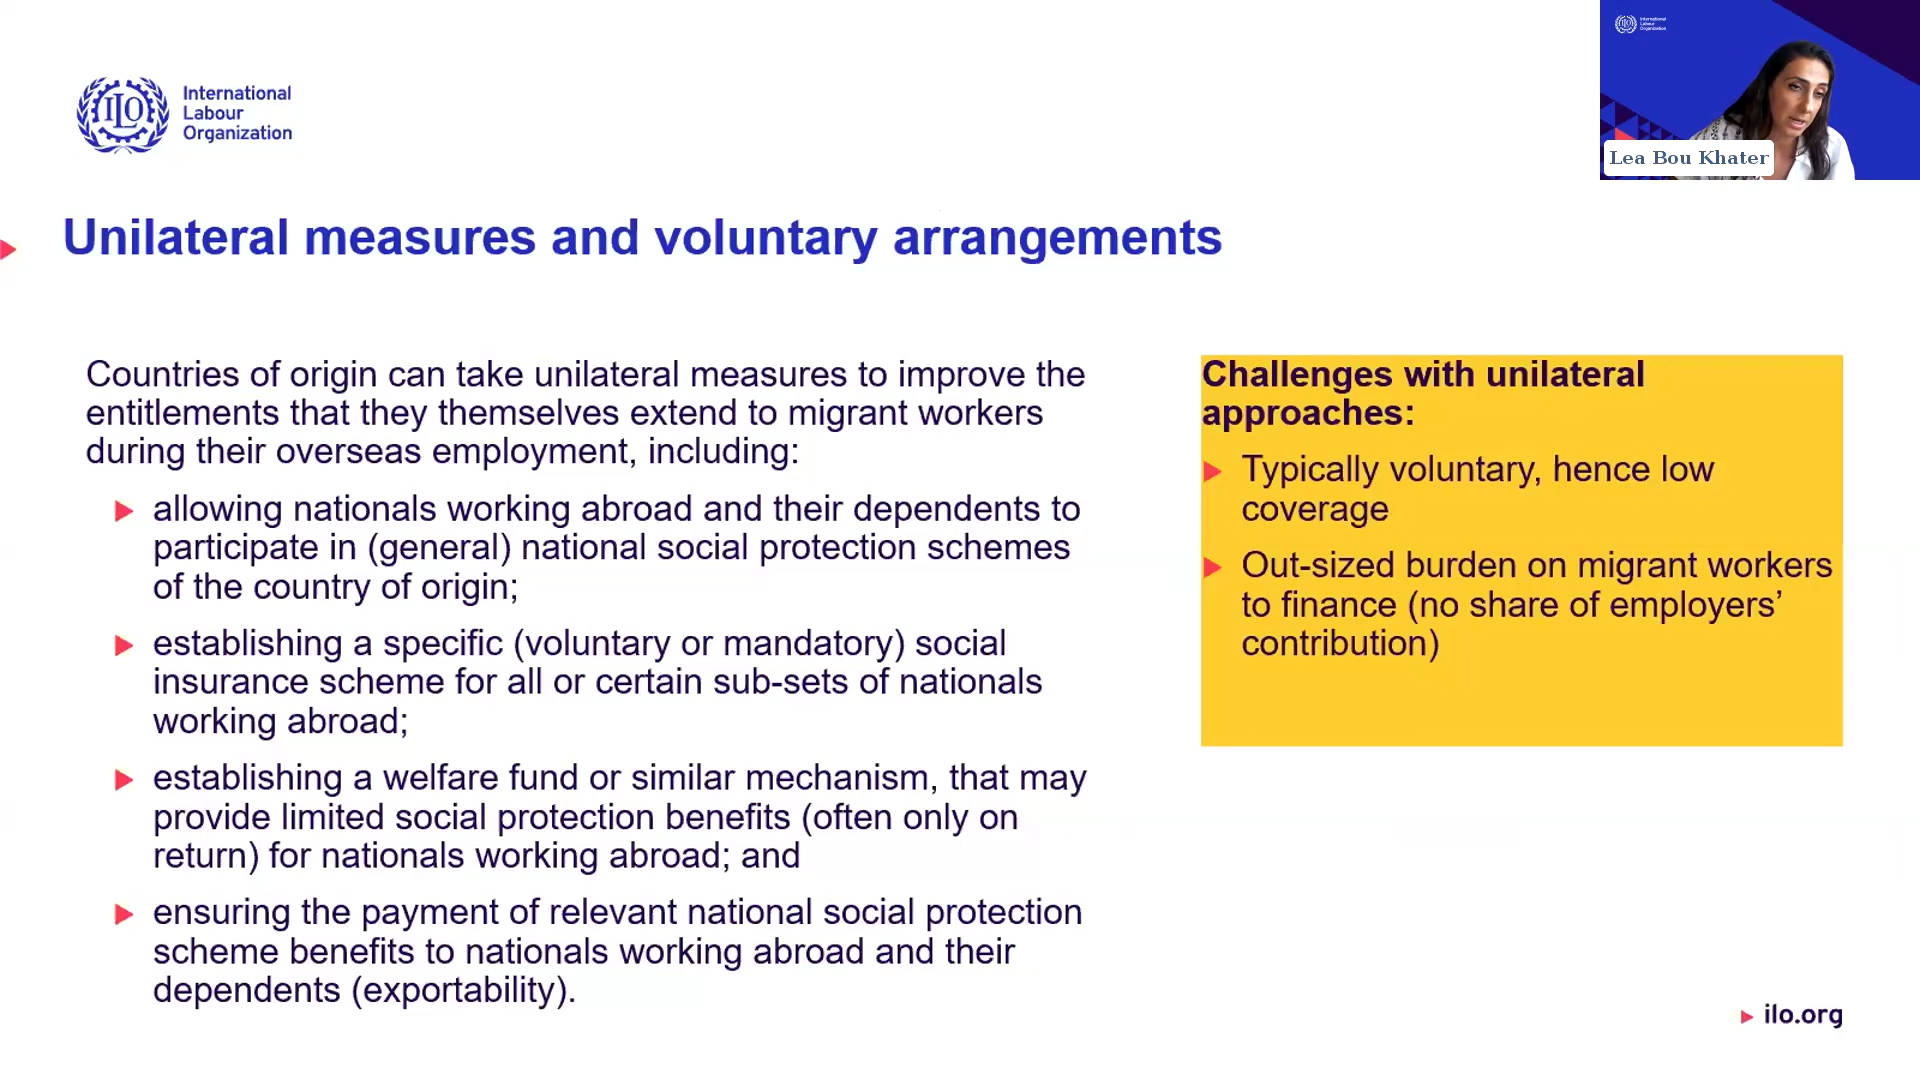 International
Labour
Organization
ILO
International
Labour
Organization
Lea Bou Khater
Unilateral measures and voluntary arrangements
Countries of origin can take unilateral measures to improve the
entitlements that they themselves extend to migrant workers
during their overseas employment, including:
allowing nationals working abroad and their dependents to
participate in (general) national social protection schemes
of the country of origin;
establishing a specific (voluntary or mandatory) social
insurance scheme for all or certain sub-sets of nationals
working abroad;
establishing a welfare fund or similar mechanism, that may
provide limited social protection benefits (often only on
return) for nationals working abroad; and
ensuring the payment of relevant national social protection
scheme benefits to nationals working abroad and their
dependents (exportability).
Challenges with unilateral
approaches:
Typically voluntary, hence low
coverage
Out-sized burden on migrant workers
to finance (no share of employers’
contribution)
ilo.org